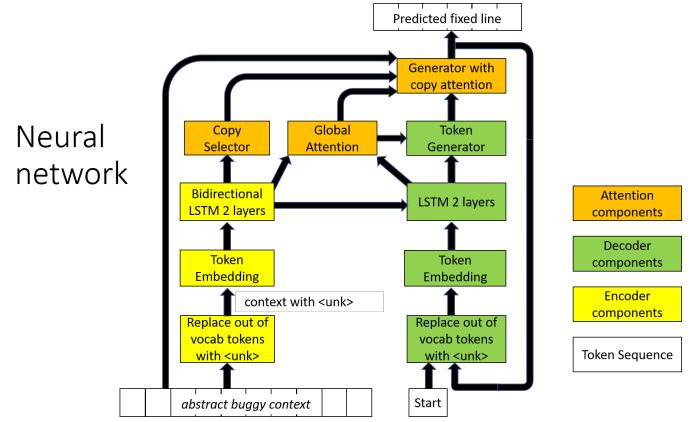 Predicted fixed line
Generator with
copy attention
Neural
network
Copy
Selector
Global
Attention
Token
Generator
Bidirectional
LSTM 2 layers
LSTM 2 layers
Attention
components
Decoder
components
Token
Embedding
Token
Embedding
Encoder
components
context with <unk>
Replace out of
vocab tokens
with <unk>
Replace out of
vocab tokens
with <unk>
Token Sequence
abstract buggy context
Start